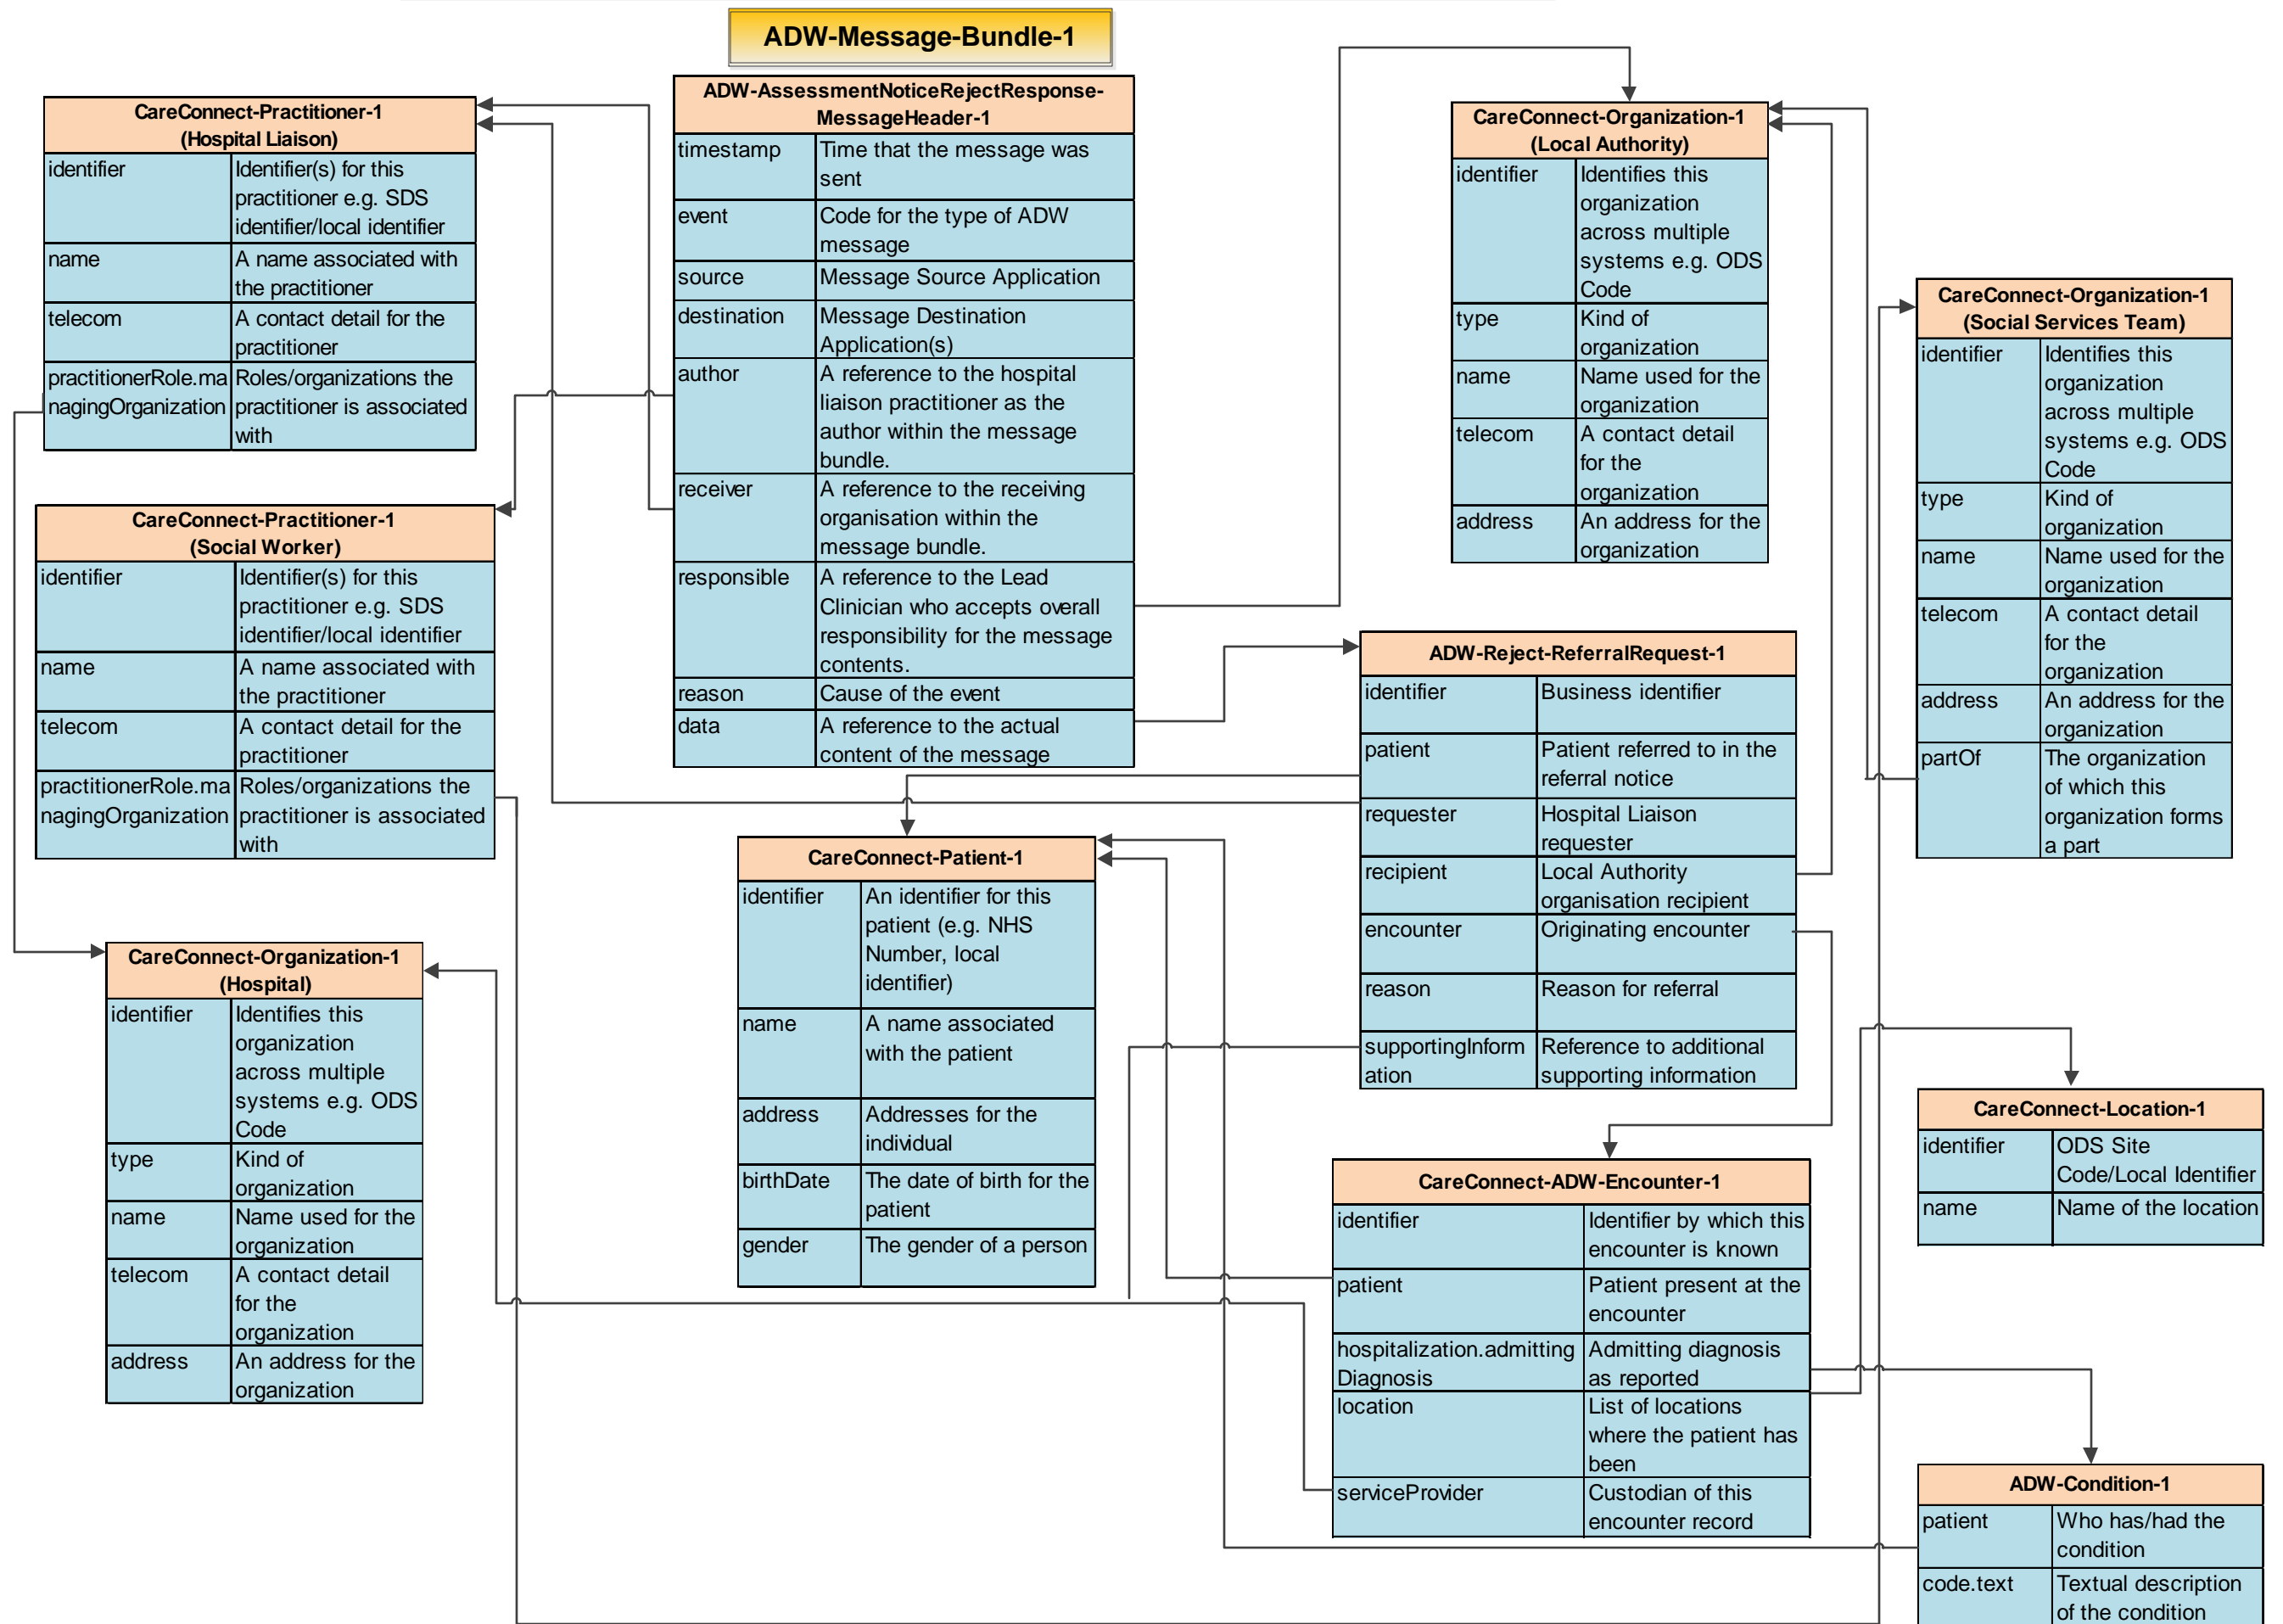 ADW-Message-Bundle-1
CareConnect-Practitioner-1
(Hospital Liaison)
identifier
Identifier(s) for this
practitioner e.g. SDS
identifier/local identifier
name
A name associated with
the practitioner
telecom
A contact detail for the
practitioner
practitionerRole.ma
nagingOrganization
Roles/organizations the
practitioner is associated
with
CareConnect-Practitioner-1
(Social Worker)
identifier
Identifier(s) for this
practitioner e.g. SDS
identifier/local identifier
name
A name associated with
the practitioner
telecom
A contact detail for the
practitioner
practitionerRole.ma
nagingOrganization
Roles/organizations the
practitioner is associated
with
CareConnect-Organization-1
(Hospital)
identifier
Identifies this
organization
across multiple
systems e.g. ODS
Code
type
Kind of
organization
name
Name used for the
organization
telecom
A contact detail
for the
organization
address
An address for the
organization
ADW-AssessmentNoticeRejectResponse-
MessageHeader-1
timestamp
Time that the message was
sent
event
Code for the type of ADW
message
source
Message Source Application
destination
Message Destination
Application(s)
author
A reference to the hospital
liaison practitioner as the
author within the message
bundle.
receiver
A reference to the receiving
organisation within the
message bundle.
responsible
A reference to the Lead
Clinician who accepts overall
responsibility for the message
contents.
reason
Cause of the event
data
A reference to the actual
content of the message
CareConnect-Patient-1
identifier
An identifier for this
patient (e.g. NHS
Number, local
identifier)
name
A name associated
with the patient
address
Addresses for the
individual
birthDate
The date of birth for the
patient
gender
The gender of a person
CareConnect-Organization-1
(Local Authority)
identifier
Identifies this
organization
across multiple
systems e.g. ODS
Code
type
Kind of
organization
name
Name used for the
organization
telecom
A contact detail
for the
organization
address
An address for the
organization
ADW-Reject-ReferralRequest-1
identifier
Business identifier
patient
Patient referred to in the
referral notice
requester
Hospital Liaison
requester
recipient
Local Authority
organisation recipient
encounter
Originating encounter
reason
Reason for referral
supportingInform
ation
Reference to additional
supporting information
CareConnect-ADW-Encounter-1
identifier
Identifier by which this
encounter is known
patient
Patient present at the
encounter
hospitalization.admitting
Diagnosis
Admitting diagnosis
as reported
location
List of locations
where the patient has
been
serviceProvider
Custodian of this
encounter record
CareConnect-Organization-1
(Social Services Team)
identifier
Identifies this
organization
across multiple
systems e.g. ODS
Code
type
Kind of
organization
name
Name used for the
organization
telecom
A contact detail
for the
organization
address
An address for the
organization
partOf
The organization
of which this
organization forms
a part
CareConnect-Location-1
identifier
ODS Site
Code/Local Identifier
name
Name of the location
ADW-Condition-1
patient
Who has/had the
condition
code.text
Textual description
of the condition